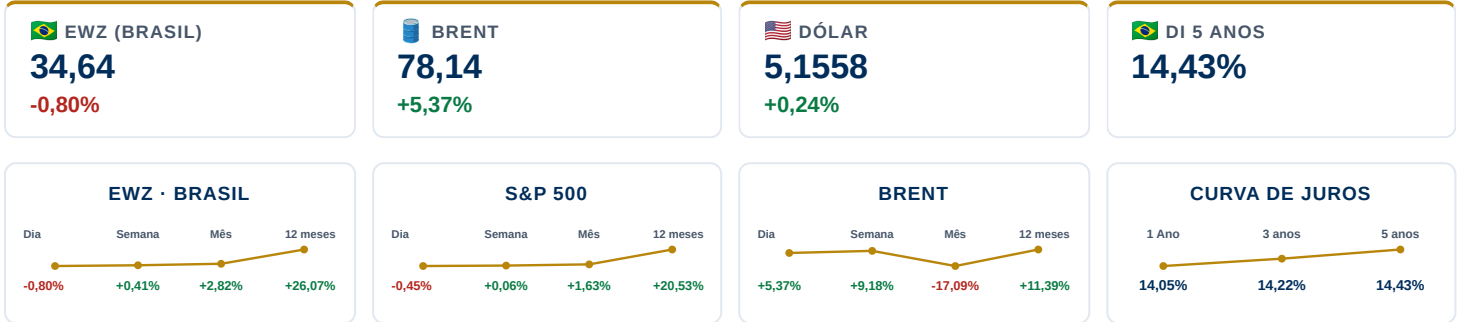 EWZ (BRASIL)
34,64
-0,80%
BRENT
78,14
+5,37%
DÓLAR
5,1558
+0,24%
DI 5 ANOS
14,43%
EWZ · BRASIL
Dia Semana Mês 12 meses
-0,80% +0,41% +2,82% +26,07%
S&P 500
Dia Semana Mês 12 meses
-0,45% +0,06% +1,63% +20,53%
BRENT
Dia Semana Mês 12 meses
+5,37% +9,18% -17,09% +11,39%
CURVA DE JUROS
1 Ano 3 anos 5 anos
14,05% 14,22% 14,43%